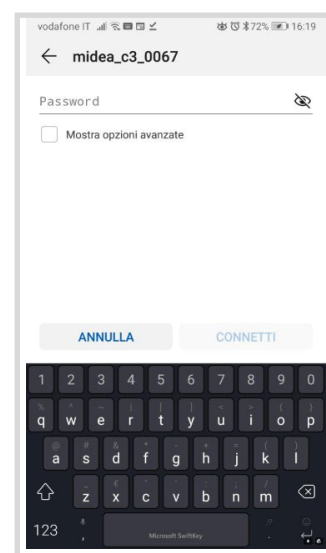 vodafone IT 72% 16:19
midea_c3_0067
Password
Mostra opzioni avanzate
ANNULLA CONNETTI
1 2 3 4 5 6 7 8 9 0
q w e r t y u i o p
a s d f g h j k l
z x c v b n m
123 , Microsoft SwiftKey .